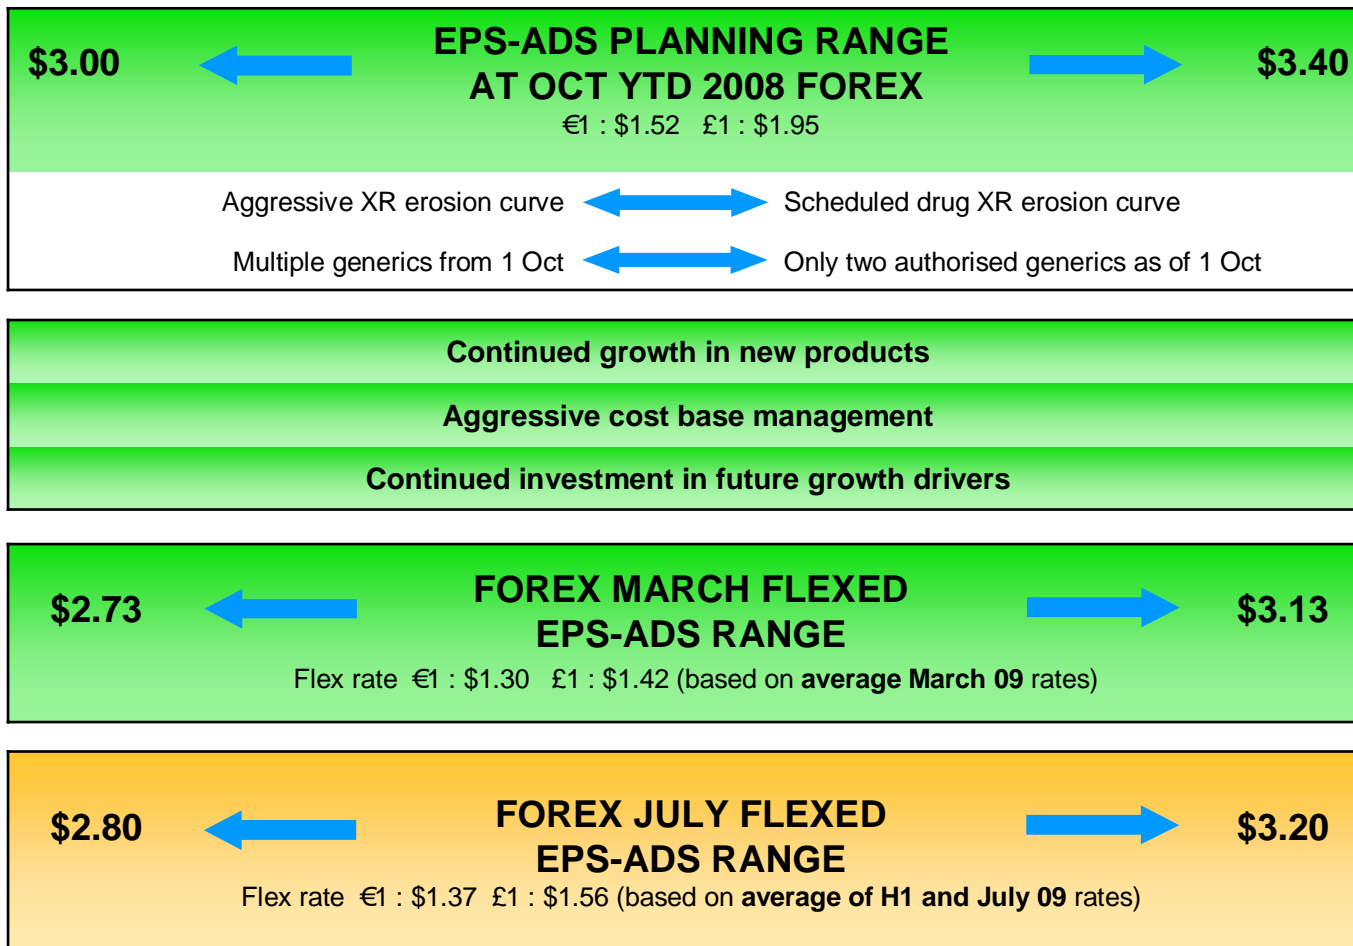 EPS-ADS PLANNING RANGE
$3.00 AT OCT YTD 2008 FOREX $3.40
€1 : $1.52 £1 : $1.95
Aggressive XR erosion curve Scheduled drug XR erosion curve
Multiple generics from 1 Oct Only two authorised generics as of 1 Oct
Continued growth in new products
Aggressive cost base management
Continued investment in future growth drivers
FOREX MARCH FLEXED
$2.73 EPS-ADS RANGE $3.13
Flex rate €1 : $1.30 £1 : $1.42 (based on average March 09 rates)
FOREX JULY FLEXED
$2.80 EPS-ADS RANGE $3.20
Flex rate €1 : $1.37 £1 : $1.56 (based on average of H1 and July 09 rates)